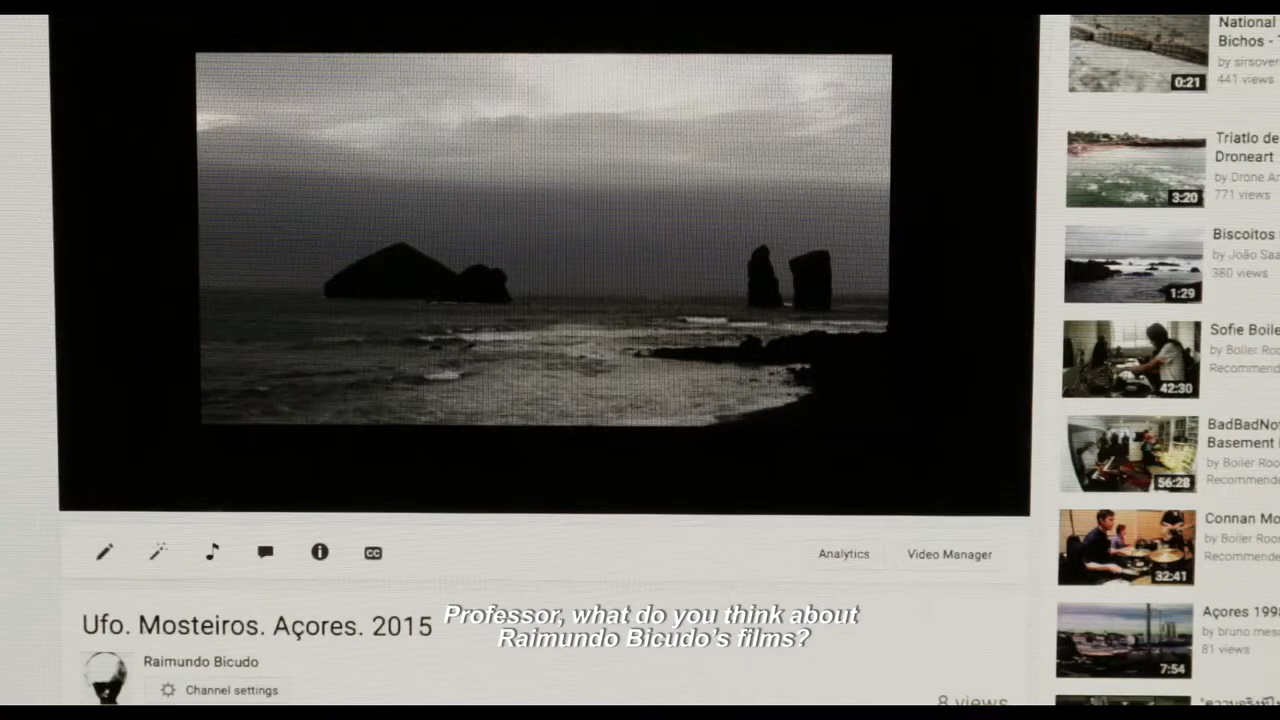 National
Bichos -
by sirsover
441 views
0:21
Triatlo de
Droneart
by Drone Ar
771 views
3:20
Biscoitos
by João Saa
380 views
1:29
Sofie Boile
by Boiler Roo
Recommend
42:30
BadBadNo
Basement
by Boiler Roo
Recommende
56:28
Connan Mo
by Boiler Roo
Recommende
32:41
Açores 199
by bruno mes
81 views
7:54
CC
Analytics
Video Manager
Ufo. Mosteiros. Açores. 2015
Raimundo Bicudo
Channel settings
8 views
Professor, what do you think about
Raimundo Bicudo's films?